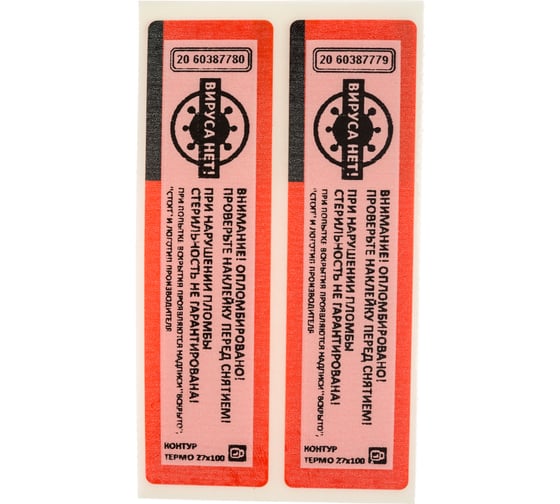 20 60387780
ВИРУСА НЕТ!
ВНИМАНИЕ! ОПЛОМБИРОВАНО!
ПРОВЕРЬТЕ НАКЛЕЙКУ ПЕРЕД СНЯТИЕМ!
ПРИ НАРУШЕНИИ ПЛОМБЫ
СТЕРИЛЬНОСТЬ НЕ ГАРАНТИРОВАНА!
ПРИ ПОПЫТКЕ ВСКРЫТИЯ ПРОЯВЛЯЮТСЯ НАДПИСИ "ВСКРЫТО",
"СТОП" И ЛОГОТИП ПРОИЗВОДИТЕЛЯ
КОНТУР
ТЕРМО 27x100
20 60387779
ВИРУСА НЕТ!
ВНИМАНИЕ! ОПЛОМБИРОВАНО!
ПРОВЕРЬТЕ НАКЛЕЙКУ ПЕРЕД СНЯТИЕМ!
ПРИ НАРУШЕНИИ ПЛОМБЫ
СТЕРИЛЬНОСТЬ НЕ ГАРАНТИРОВАНА!
ПРИ ПОПЫТКЕ ВСКРЫТИЯ ПРОЯВЛЯЮТСЯ НАДПИСИ "ВСКРЫТО",
"СТОП" И ЛОГОТИП ПРОИЗВОДИТЕЛЯ
КОНТУР
ТЕРМО 27x100